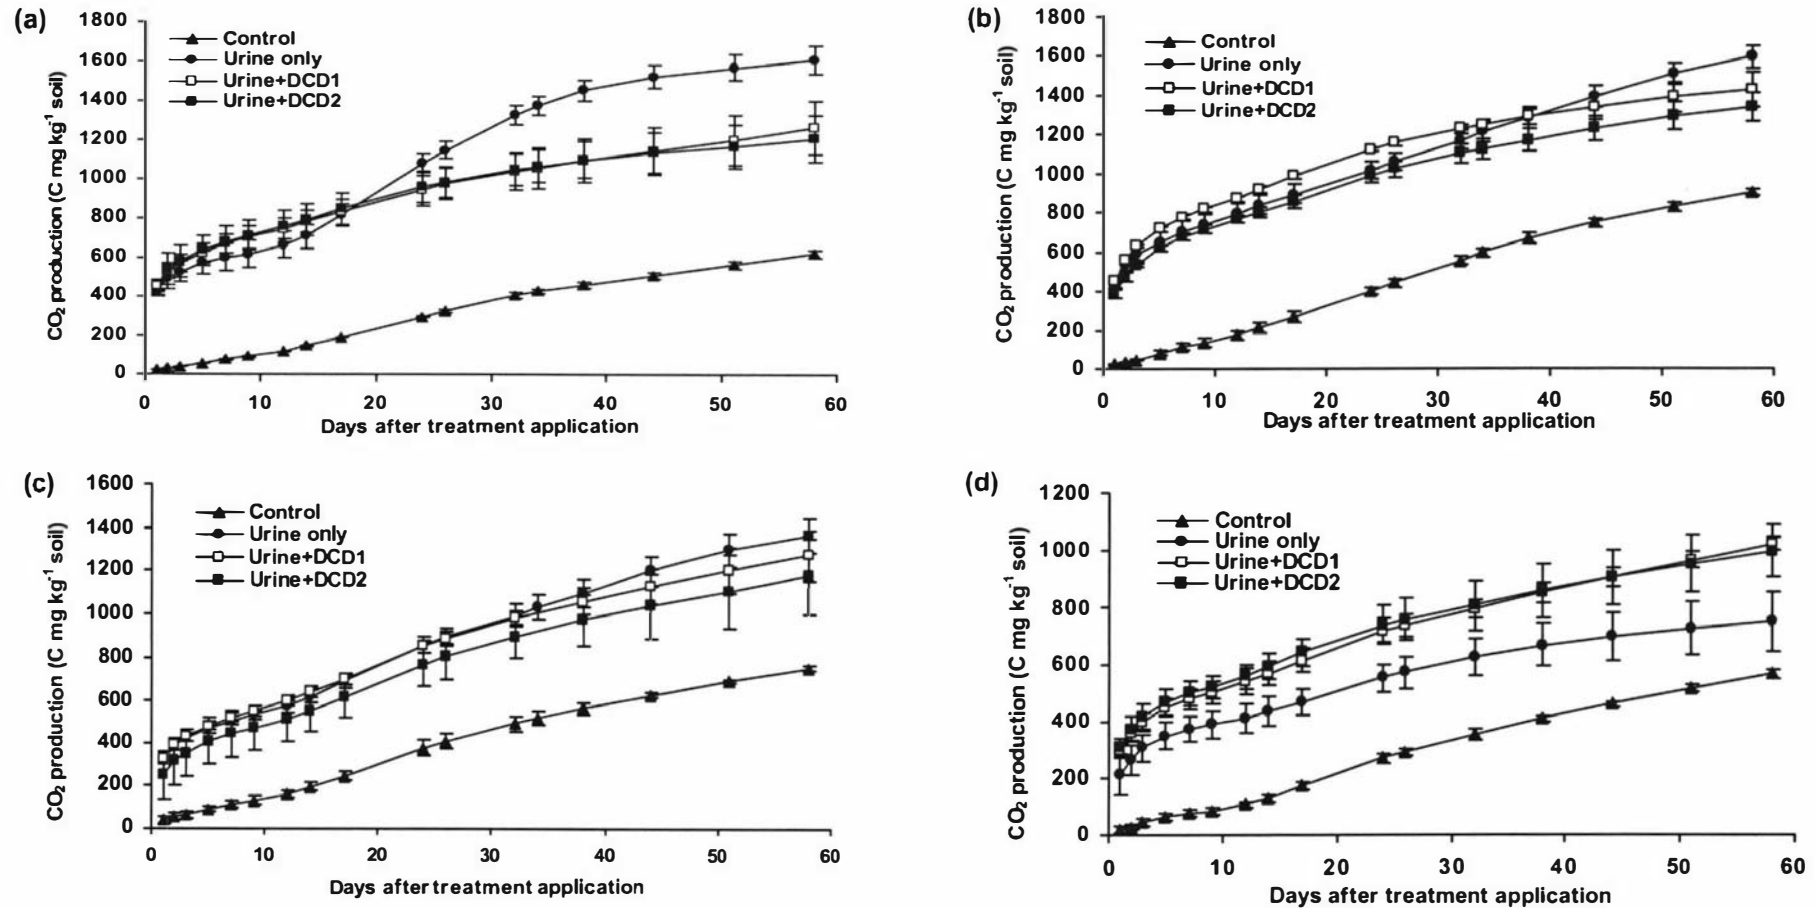 (a)
CO₂ production (C mg kg⁻¹ soil)
1800
1600
1400
1200
1000
800
600
400
200
0
Control
Urine only
Urine+DCD1
Urine+DCD2
0 10 20 30 40 50 60
Days after treatment application
(b)
CO₂ production (C mg kg⁻¹ soil)
1800
1600
1400
1200
1000
800
600
400
200
0
Control
Urine only
Urine+DCD1
Urine+DCD2
0 10 20 30 40 50 60
Days after treatment application
(c)
CO₂ production (C mg kg⁻¹ soil)
1600
1400
1200
1000
800
600
400
200
0
Control
Urine only
Urine+DCD1
Urine+DCD2
0 10 20 30 40 50 60
Days after treatment application
(d)
CO₂ production (C mg kg⁻¹ soil)
1200
1000
800
600
400
200
0
Control
Urine only
Urine+DCD1
Urine+DCD2
0 10 20 30 40 50 60
Days after treatment application